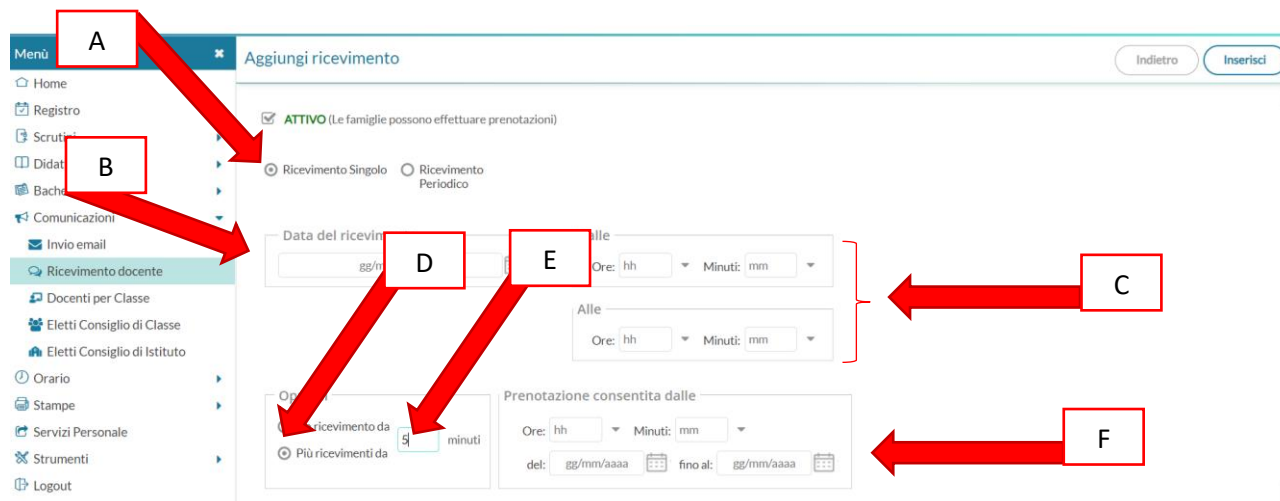 A
Menù
Aggiungi ricevimento
Indietro
Inserisci
Home
Registro
ATTIVO (Le famiglie possono effettuare prenotazioni)
B
Ricevimento Singolo
Ricevimento
Periodico
Comunicazioni
Invio email
Data del
Ore: hh
Minuti: mm
D
E
C
Ricevimento docente
Docenti per Classe
Alle
Eletti Consiglio di Classe
Ore: hh
Minuti: mm
Eletti Consiglio di Istituto
Orario
Prenotazione consentita dalle
Stampe
ricevimento da
5
minuti
Ore: hh
Minuti: mm
Servizi Personale
Più ricevimenti da
del: gg/mm/aaaa
fino al: gg/mm/aaaa
F
Strumenti
Logout